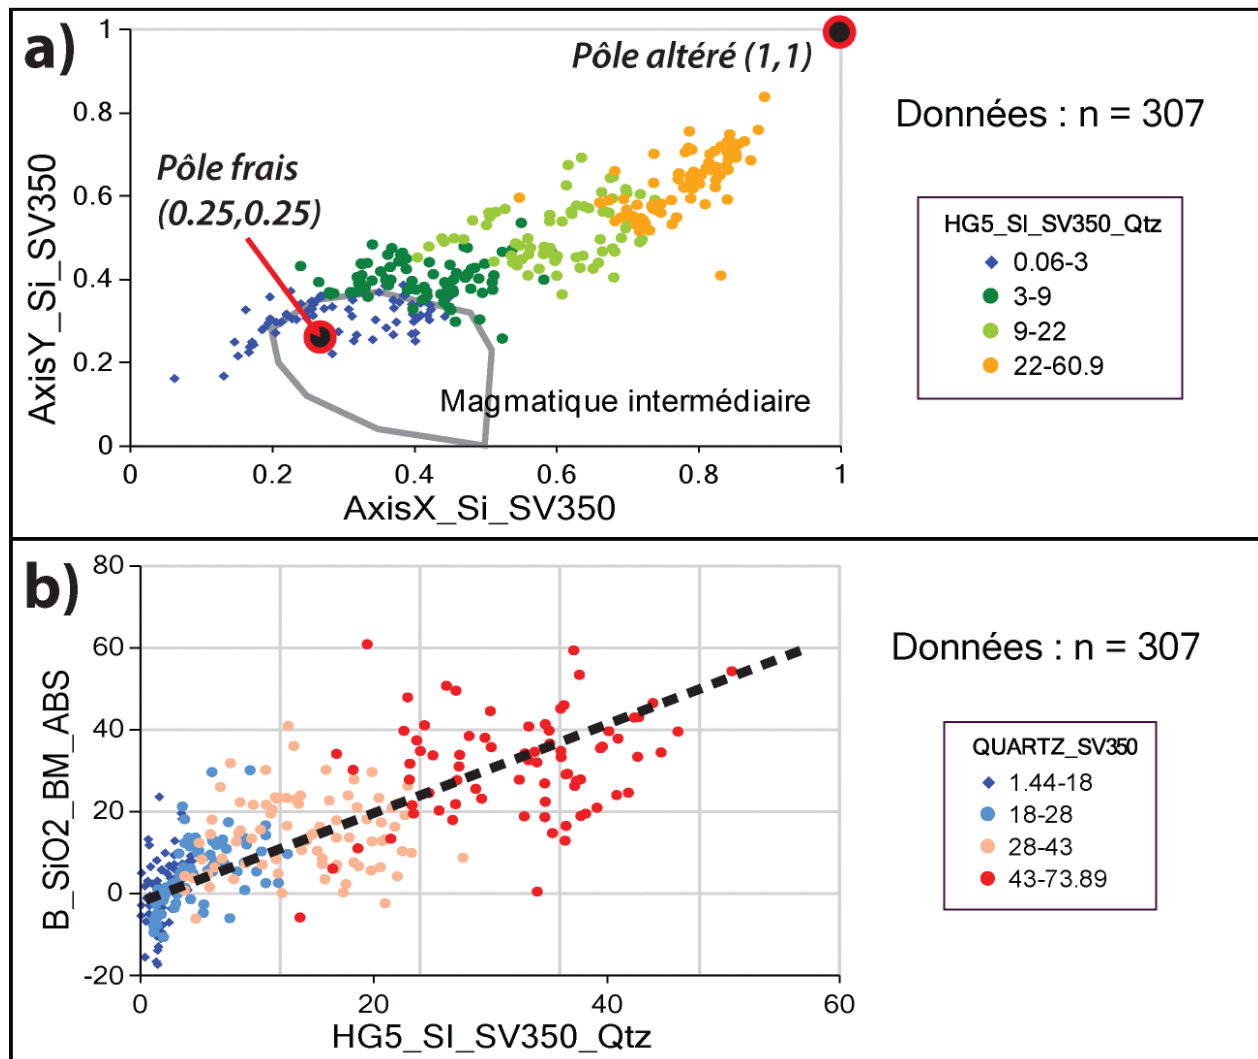 a)
Pôle altéré (1,1)
Données : n = 307
Pôle frais
(0.25,0.25)
Magmatique intermédiaire
AxisY_Si_SV350
1
0.8
0.6
0.4
0.2
0
0
0.2
0.4
0.6
0.8
1
AxisX_Si_SV350
HG5_SI_SV350_Qtz
0.06-3
3-9
9-22
22-60.9
b)
Données : n = 307
B_SiO2_BM_ABS
80
60
40
20
0
-20
0
20
40
60
HG5_SI_SV350_Qtz
QUARTZ_SV350
1.44-18
18-28
28-43
43-73.89